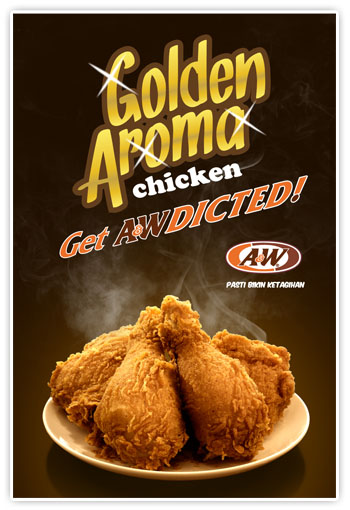 Golden
Aroma
chicken
Get A&WDICTED!
A&W
PASTI BIKIN KETAGIHAN